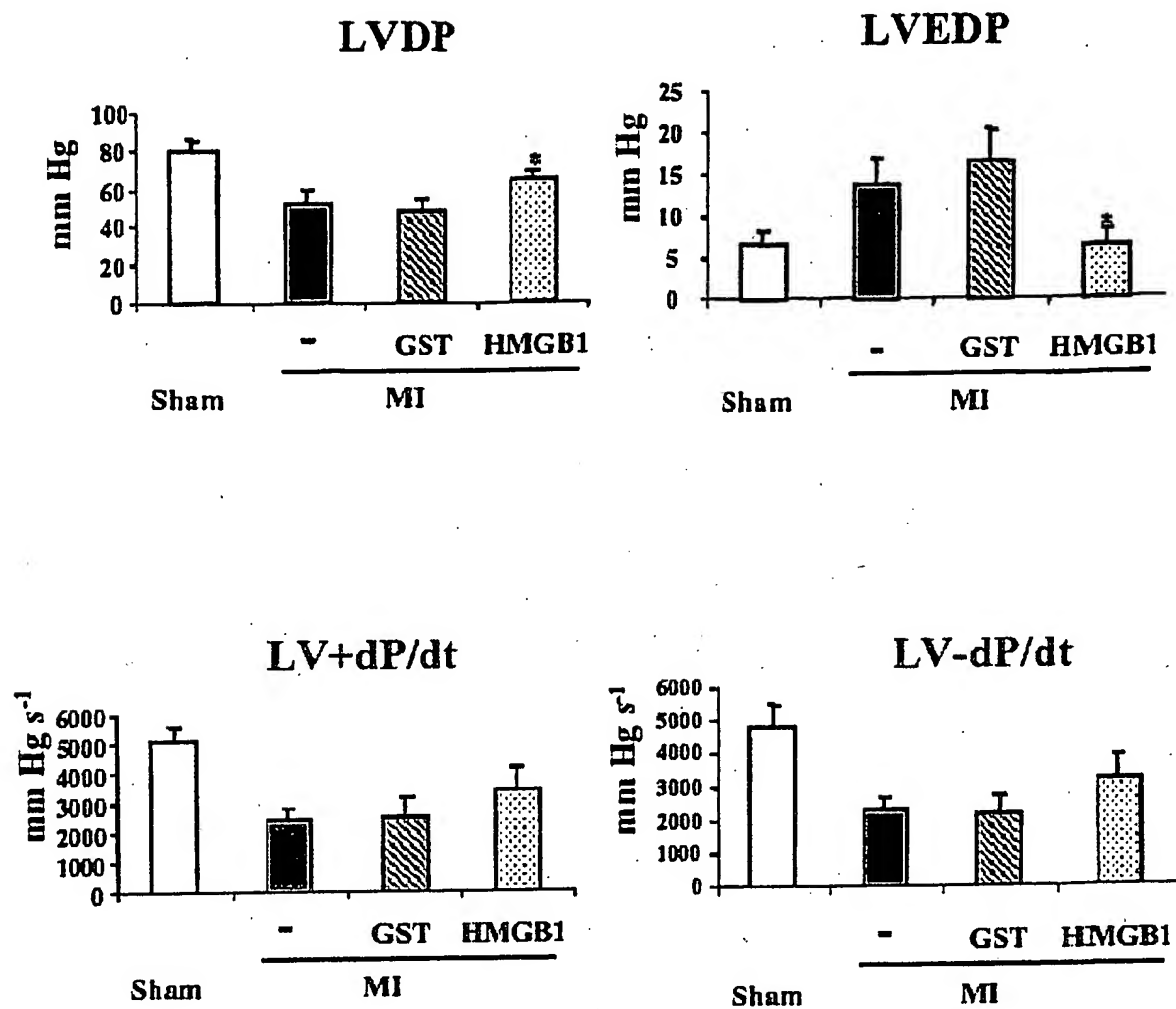 LVDP
mm Hg
100
80
60
40
20
0
*
- GST HMGB1
Sham MI
LVEDP
mm Hg
25
20
15
10
5
0
*
- GST HMGB1
Sham MI
LV+dP/dt
mm Hg s⁻¹
6000
5000
4000
3000
2000
1000
0
- GST HMGB1
Sham MI
LV-dP/dt
mm Hg s⁻¹
6000
5000
4000
3000
2000
1000
0
- GST HMGB1
Sham MI